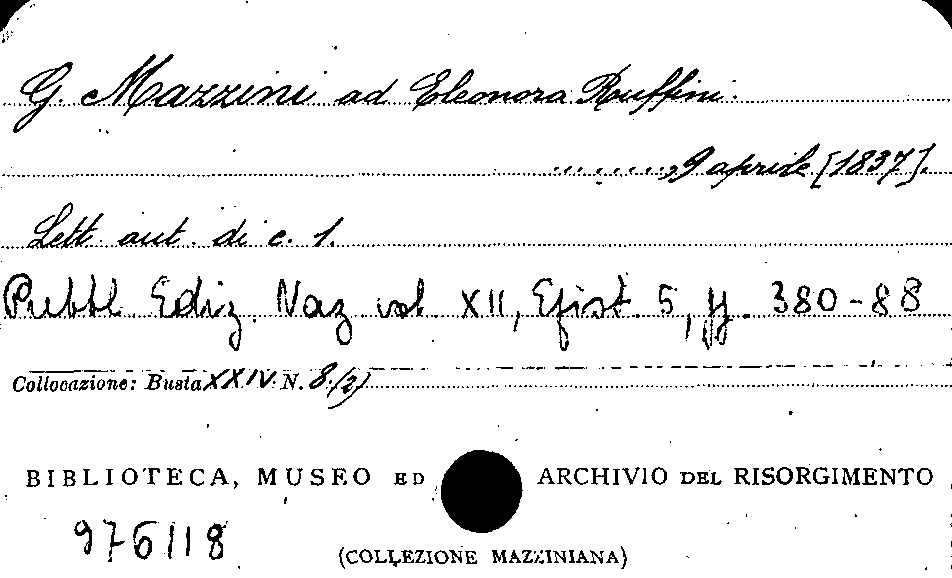 G. Mazzini ad Eleonora Ruffini.
........, 9 aprile [1837].
Lett. aut. di c. 1.
Pubbl. Ediz. Naz vol XII, Epist. 5, pp. 380-88
Collocazione: Busta XXIV N. 8.(2)
BIBLIOTECA, MUSEO ED ARCHIVIO DEL RISORGIMENTO
976118
(COLLEZIONE MAZZINIANA)